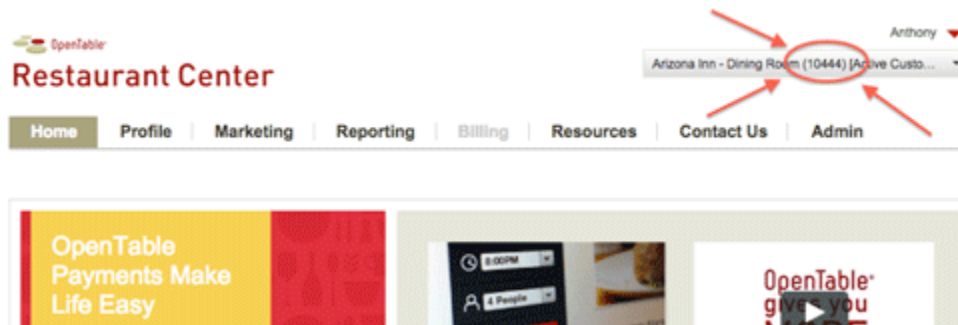 Anthony
OpenTable
Restaurant Center
Arizona Inn - Dining Room (10444) [Active Custo...
Home Profile Marketing Reporting Billing Resources Contact Us Admin
OpenTable
Payments Make
Life Easy
8:00PM
4 People
OpenTable
gives you
MORE